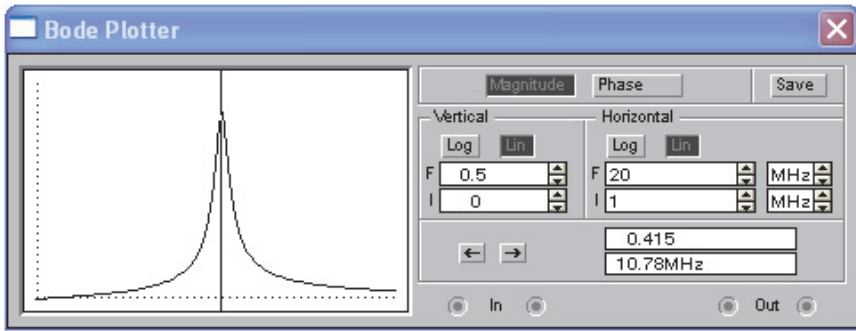 Bode Plotter
Magnitude Phase Save
Vertical Horizontal
Log Lin Log Lin
F 0.5 F 20 MHz
I 0 I 1 MHz
0.415
10.78MHz
In Out